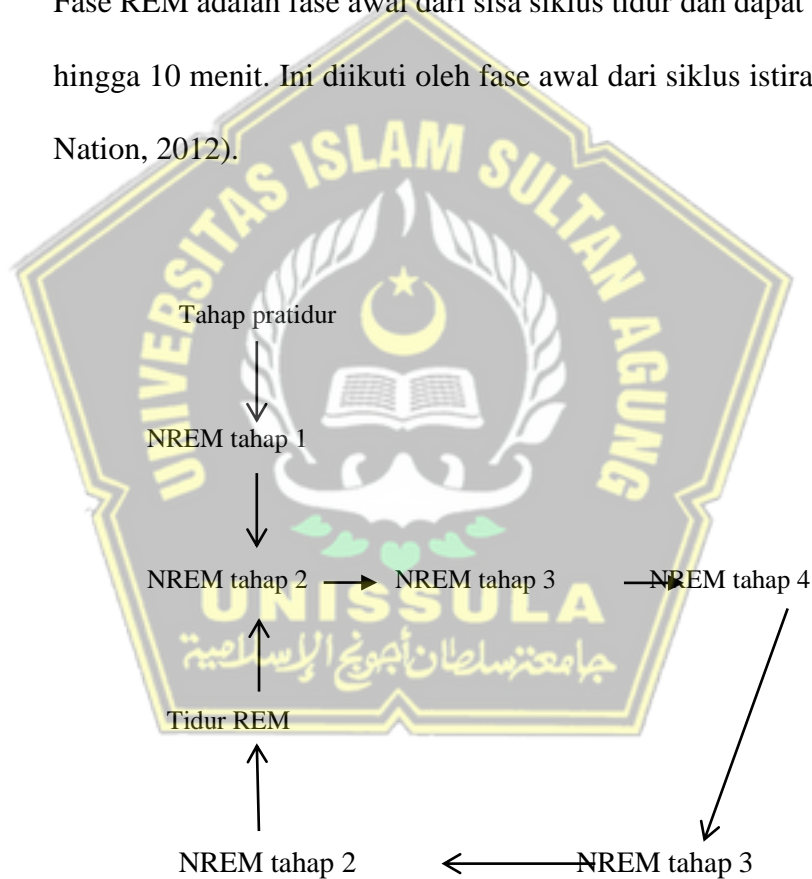 Fase REM adalah fase awal dari sisa siklus tidur dan dapat
hingga 10 menit. Ini diikuti oleh fase awal dari siklus istira
Nation, 2012).
UNIVERSITAS ISLAM SULTAN AGUNG
Tahap pratidur
NREM tahap 1
NREM tahap 2 NREM tahap 3 NREM tahap 4
UNISSULA
جامعتسلطان أجونج الإسلامية
Tidur REM
NREM tahap 2 NREM tahap 3